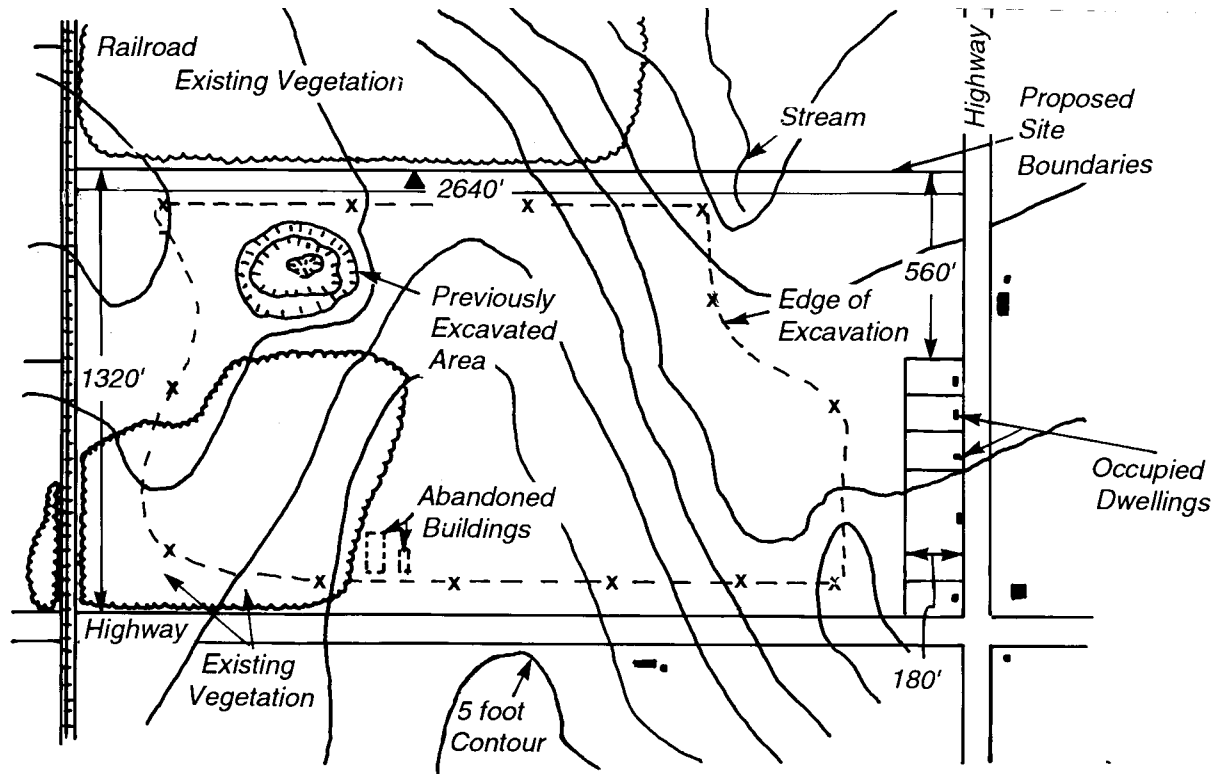 Railroad
Existing Vegetation
Highway
Proposed
Site
Boundaries
Stream
2640'
560'
Previously
Excavated
Area
Edge of
Excavation
1320'
Occupied
Dwellings
Abandoned
Buildings
Highway
Existing
Vegetation
5 foot
Contour
180'